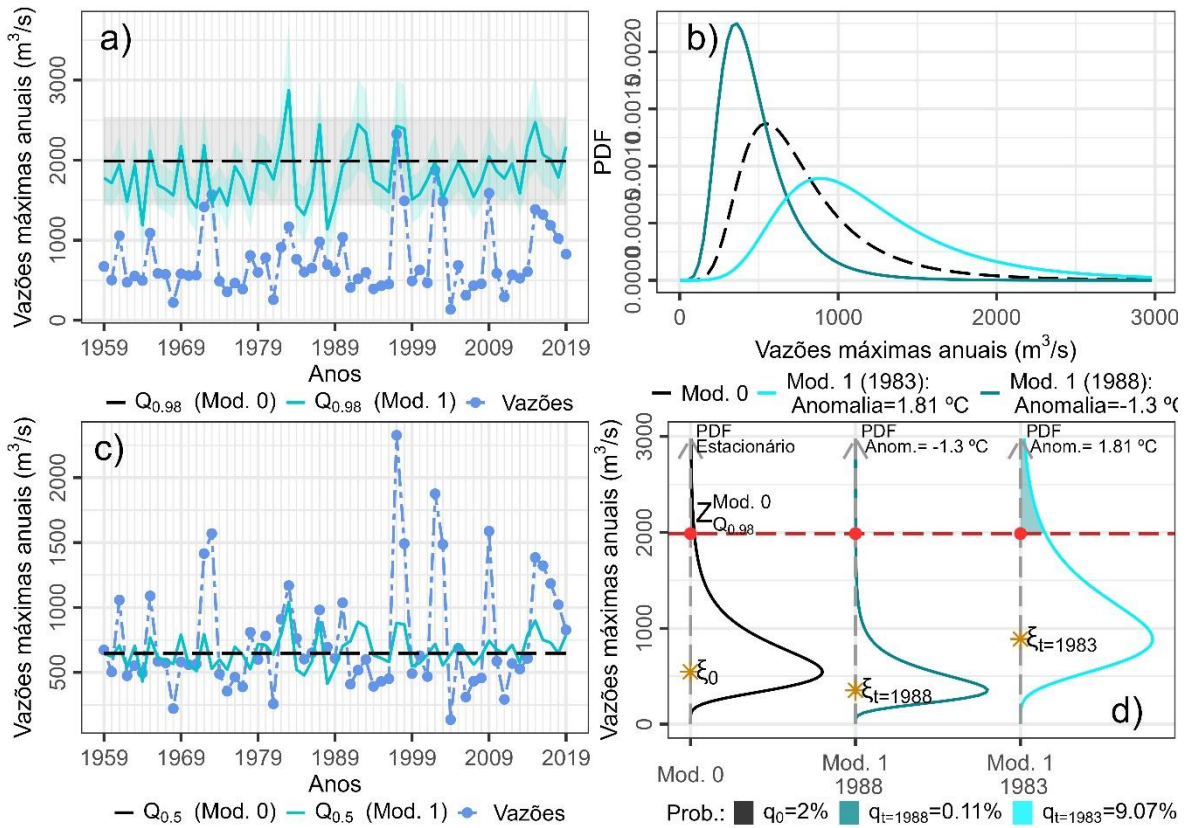 a)
Vazões máximas anuais (m³/s)
3000
2000
1000
0
1959 1969 1979 1989 1999 2009 2019
Anos
Q0.98 (Mod. 0) Q0.98 (Mod. 1) Vazões
b)
PDF
0.0020
0.0015
0.0010
0.0005
0.0000
0 1000 2000 3000
Vazões máximas anuais (m³/s)
Mod. 0 Mod. 1 (1983): Mod. 1 (1988):
Anomalia=1.81 ºC Anomalia=-1.3 ºC
c)
Vazões máximas anuais (m³/s)
2000
1500
1000
500
0
1959 1969 1979 1989 1999 2009 2019
Anos
Q0.5 (Mod. 0) Q0.5 (Mod. 1) Vazões
d)
Vazões máximas anuais (m³/s)
3000
2000
1000
0
PDF PDF PDF
Estacionário Anom.= -1.3 ºC Anom.= 1.81 ºC
Z Mod. 0 Q0.98
ξt=1983
ξ0 ξt=1988
Mod. 0 Mod. 1 Mod. 1
1988 1983
Prob.: q0=2% qt=1988=0.11% qt=1983=9.07%